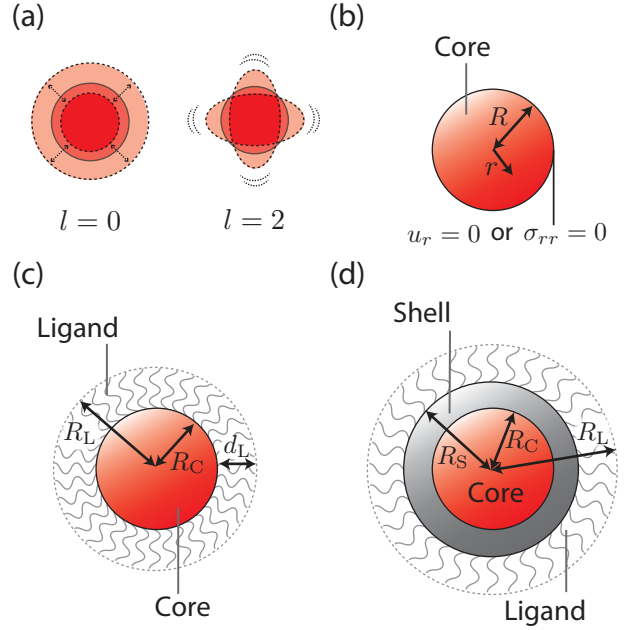 (a)
l = 0
l = 2
(b)
Core
R
r
u_r = 0 or σ_rr = 0
(c)
Ligand
R_L
R_C
d_L
Core
(d)
Shell
R_S
R_C
R_L
Core
Ligand